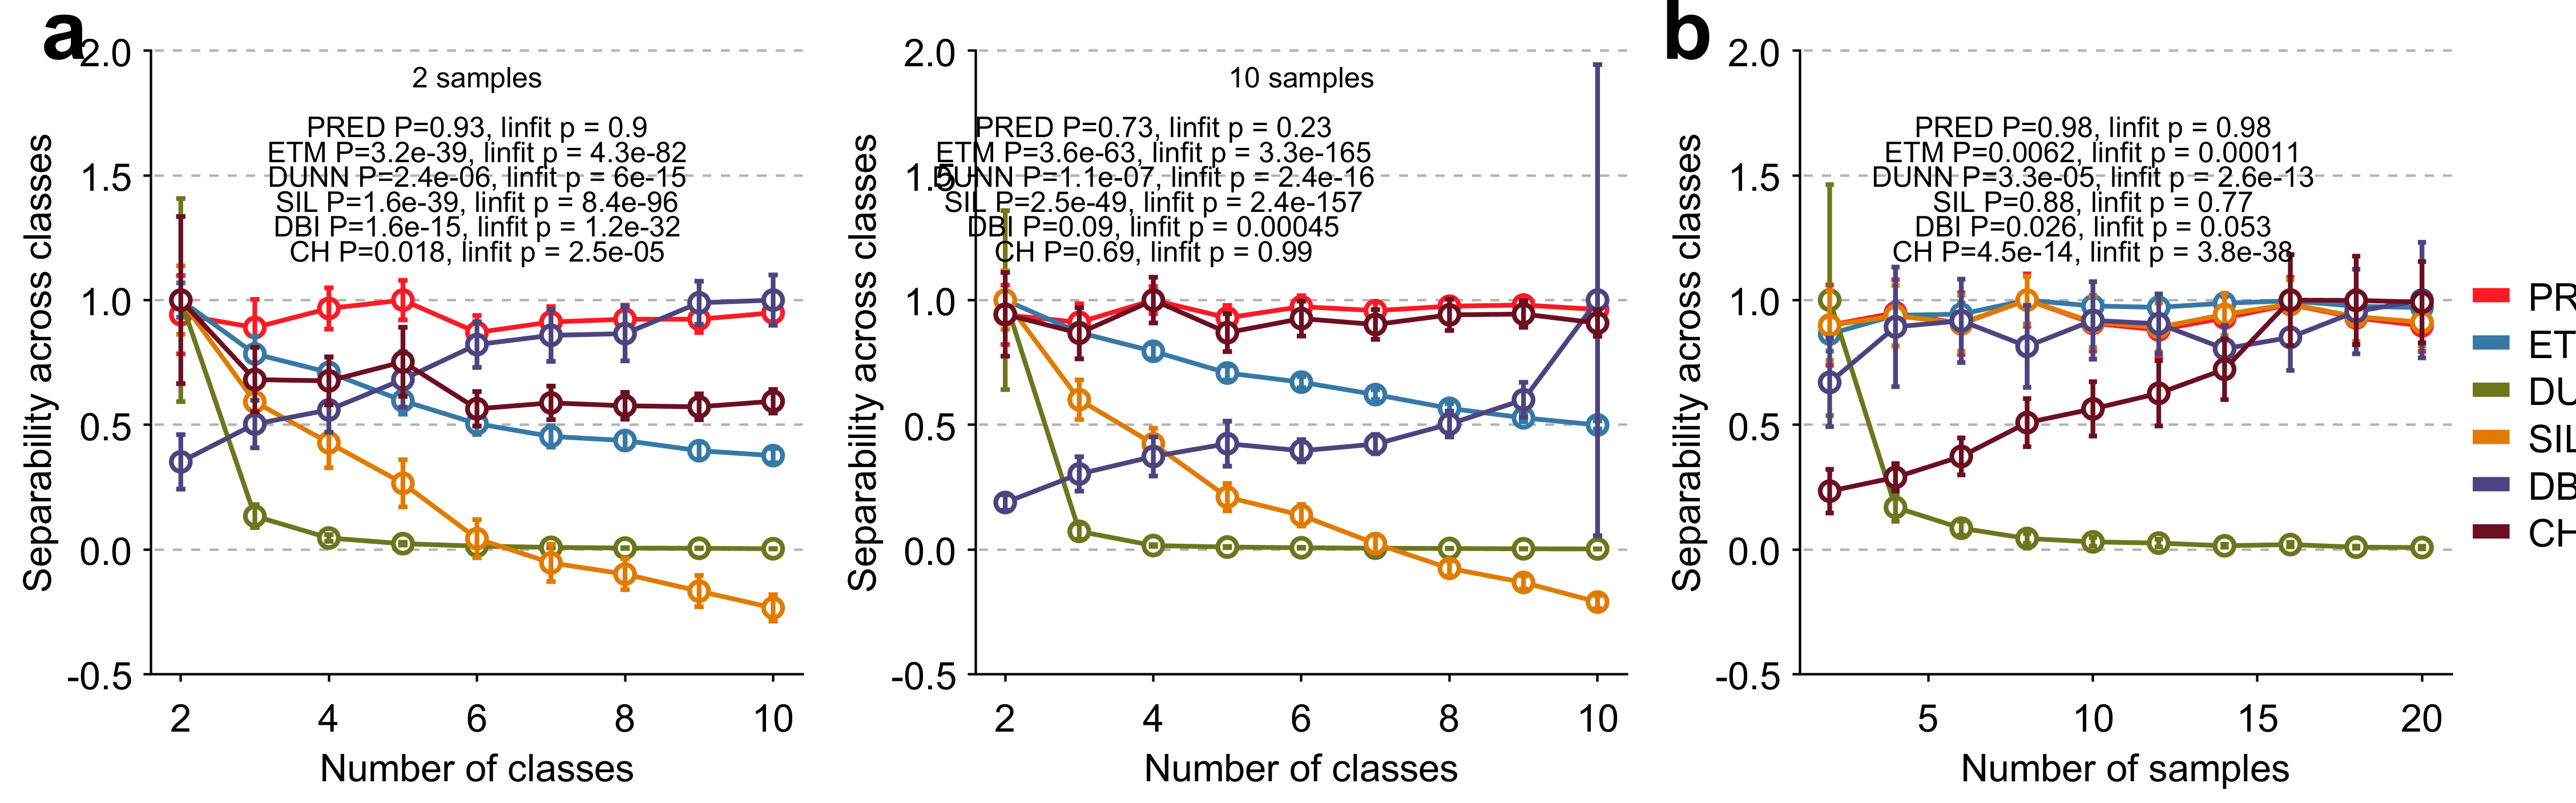 a
2.0
1.5
1.0
0.5
0.0
-0.5
Separability across classes
2 samples
PRED P=0.93, linfit p = 0.9
ETM P=3.2e-39, linfit p = 4.3e-82
DUNN P=2.4e-06, linfit p = 6e-15
SIL P=1.6e-39, linfit p = 8.4e-96
DBI P=1.6e-15, linfit p = 1.2e-32
CH P=0.018, linfit p = 2.5e-05
2 4 6 8 10
Number of classes
2.0
1.5
1.0
0.5
0.0
-0.5
Separability across classes
10 samples
PRED P=0.73, linfit p = 0.23
ETM P=3.6e-63, linfit p = 3.3e-165
DUNN P=1.1e-07, linfit p = 2.4e-16
SIL P=2.5e-49, linfit p = 2.4e-157
DBI P=0.09, linfit p = 0.00045
CH P=0.69, linfit p = 0.99
2 4 6 8 10
Number of classes
b
2.0
1.5
1.0
0.5
0.0
-0.5
Separability across classes
PRED P=0.98, linfit p = 0.98
ETM P=0.0062, linfit p = 0.00011
DUNN P=3.3e-05, linfit p = 2.6e-13
SIL P=0.88, linfit p = 0.77
DBI P=0.026, linfit p = 0.053
CH P=4.5e-14, linfit p = 3.8e-38
5 10 15 20
Number of samples
PR
ET
DU
SIL
DB
CH